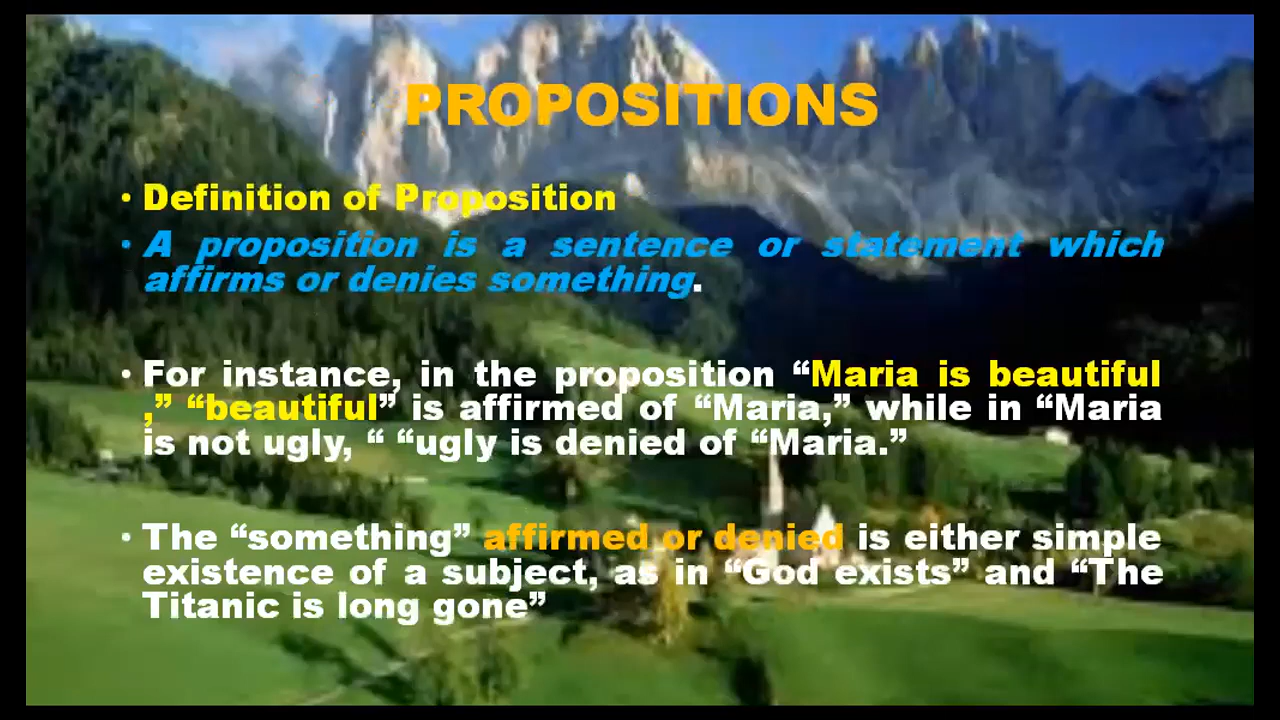 PROPOSITIONS
• Definition of Proposition
• A proposition is a sentence or statement which
affirms or denies something.
• For instance, in the proposition “Maria is beautiful
,” “beautiful” is affirmed of “Maria,” while in “Maria
is not ugly, “ “ugly is denied of “Maria.”
• The “something” affirmed or denied is either simple
existence of a subject, as in “God exists” and “The
Titanic is long gone”